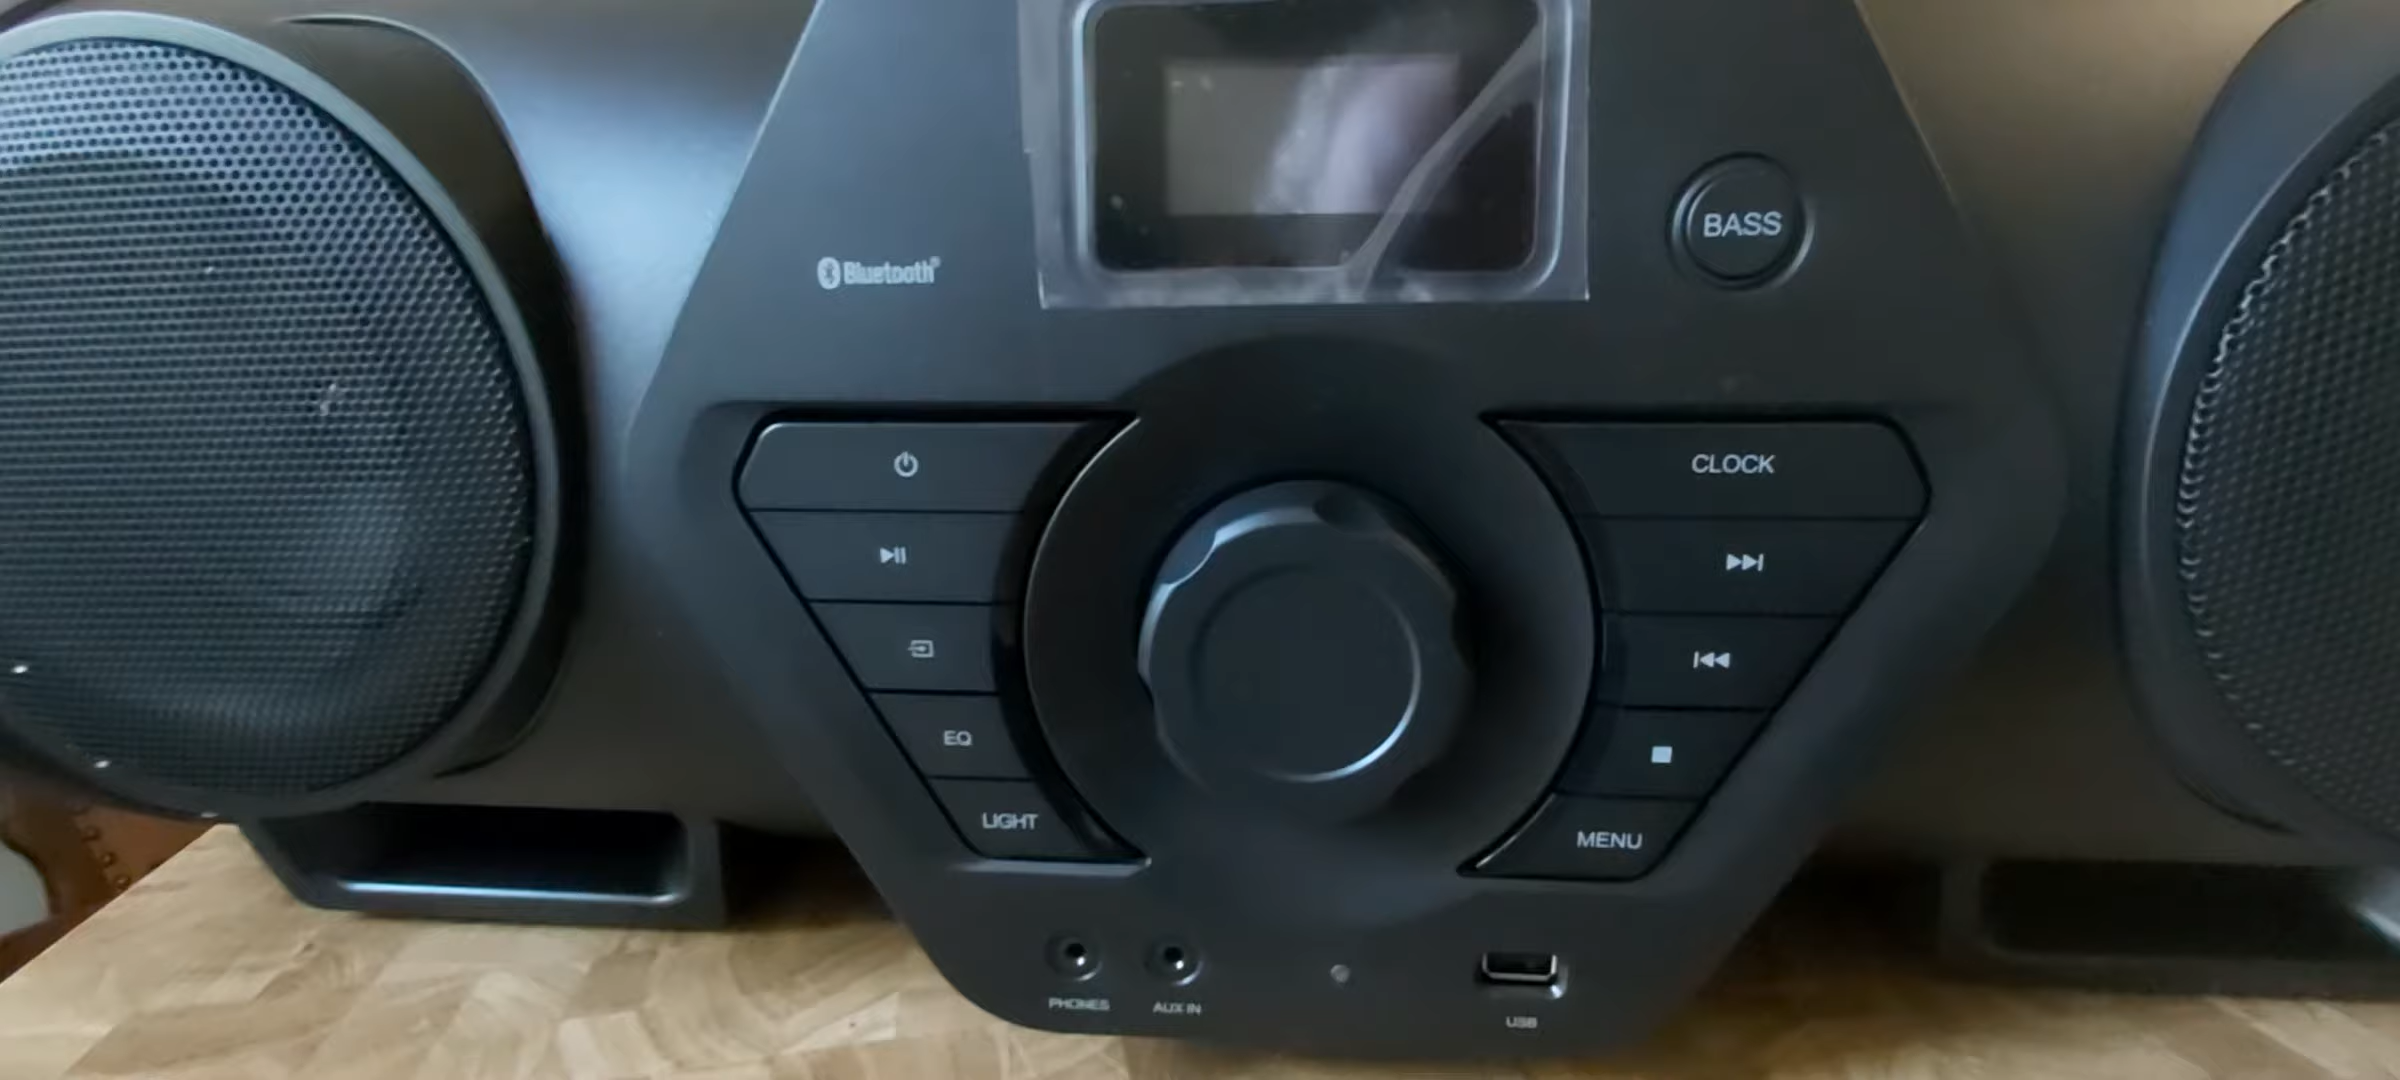 Bluetooth®
BASS
CLOCK
EQ
LIGHT
MENU
PHONES
AUX IN
USB